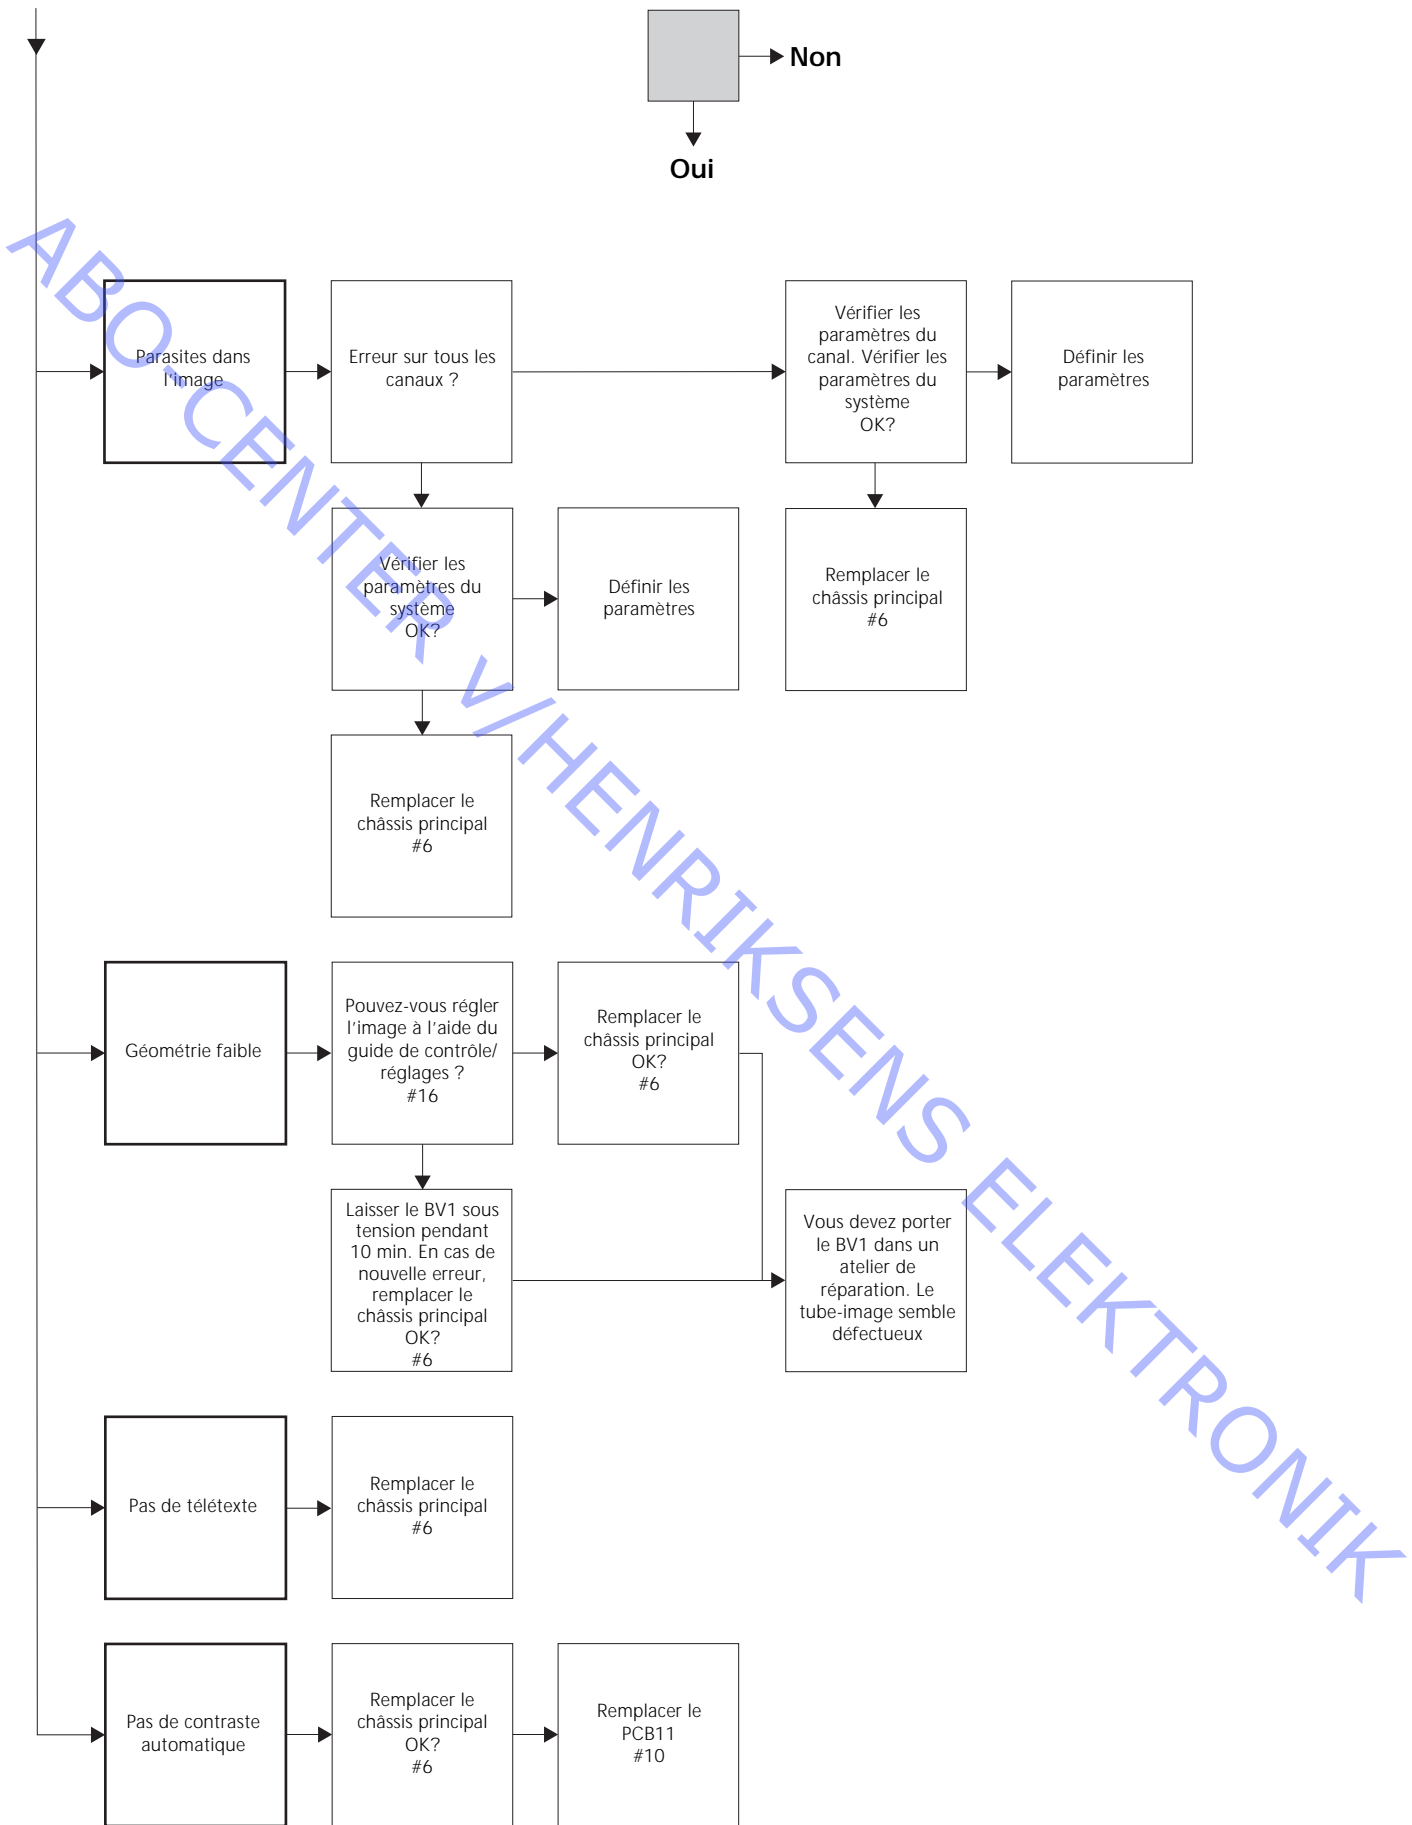 Non
Oui
Parasites dans
l'image
Erreur sur tous les
canaux ?
Vérifier les
paramètres du
canal. Vérifier les
paramètres du
système
OK?
Définir les
paramètres
Vérifier les
paramètres du
système
OK?
Définir les
paramètres
Remplacer le
châssis principal
#6
Remplacer le
châssis principal
#6
Géométrie faible
Pouvez-vous régler
l'image à l'aide du
guide de contrôle/
réglages ?
#16
Remplacer le
châssis principal
OK?
#6
Laisser le BV1 sous
tension pendant
10 min. En cas de
nouvelle erreur,
remplacer le
châssis principal
OK?
#6
Vous devez porter
le BV1 dans un
atelier de
réparation. Le
tube-image semble
défectueux
Pas de télétexte
Remplacer le
châssis principal
#6
Pas de contraste
automatique
Remplacer le
châssis principal
OK?
#6
Remplacer le
PCB11
#10
ABO-CENTER v/HENRIKSENS ELEKTRONIK